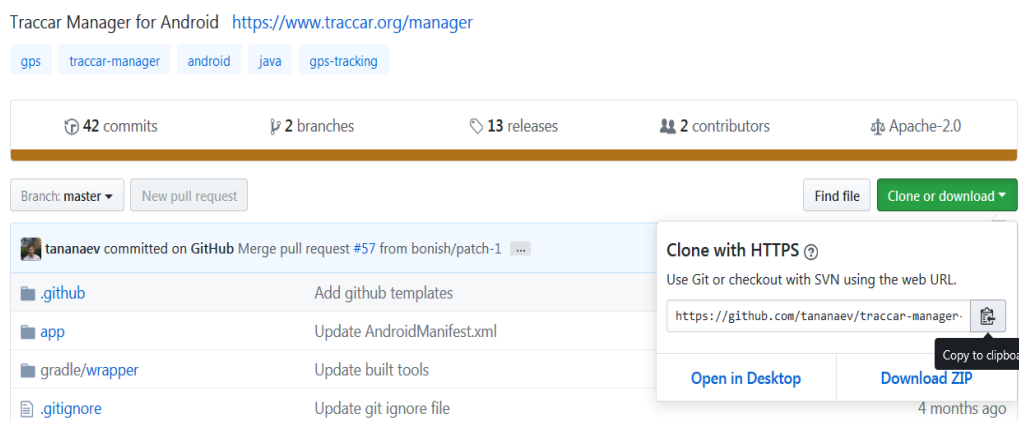 Traccar Manager for Android https://www.traccar.org/manager
gps traccar-manager android java gps-tracking
42 commits 2 branches 13 releases 2 contributors Apache-2.0
Branch: master New pull request Find file Clone or download
tananaev committed on GitHub Merge pull request #57 from bonish/patch-1 ...
Clone with HTTPS ?
Use Git or checkout with SVN using the web URL.
https://github.com/tananaev/traccar-manager-
Copy to clipboa
Open in Desktop Download ZIP
.github Add github templates
app Update AndroidManifest.xml
gradle/wrapper Update built tools
.gitignore Update git ignore file 4 months ago